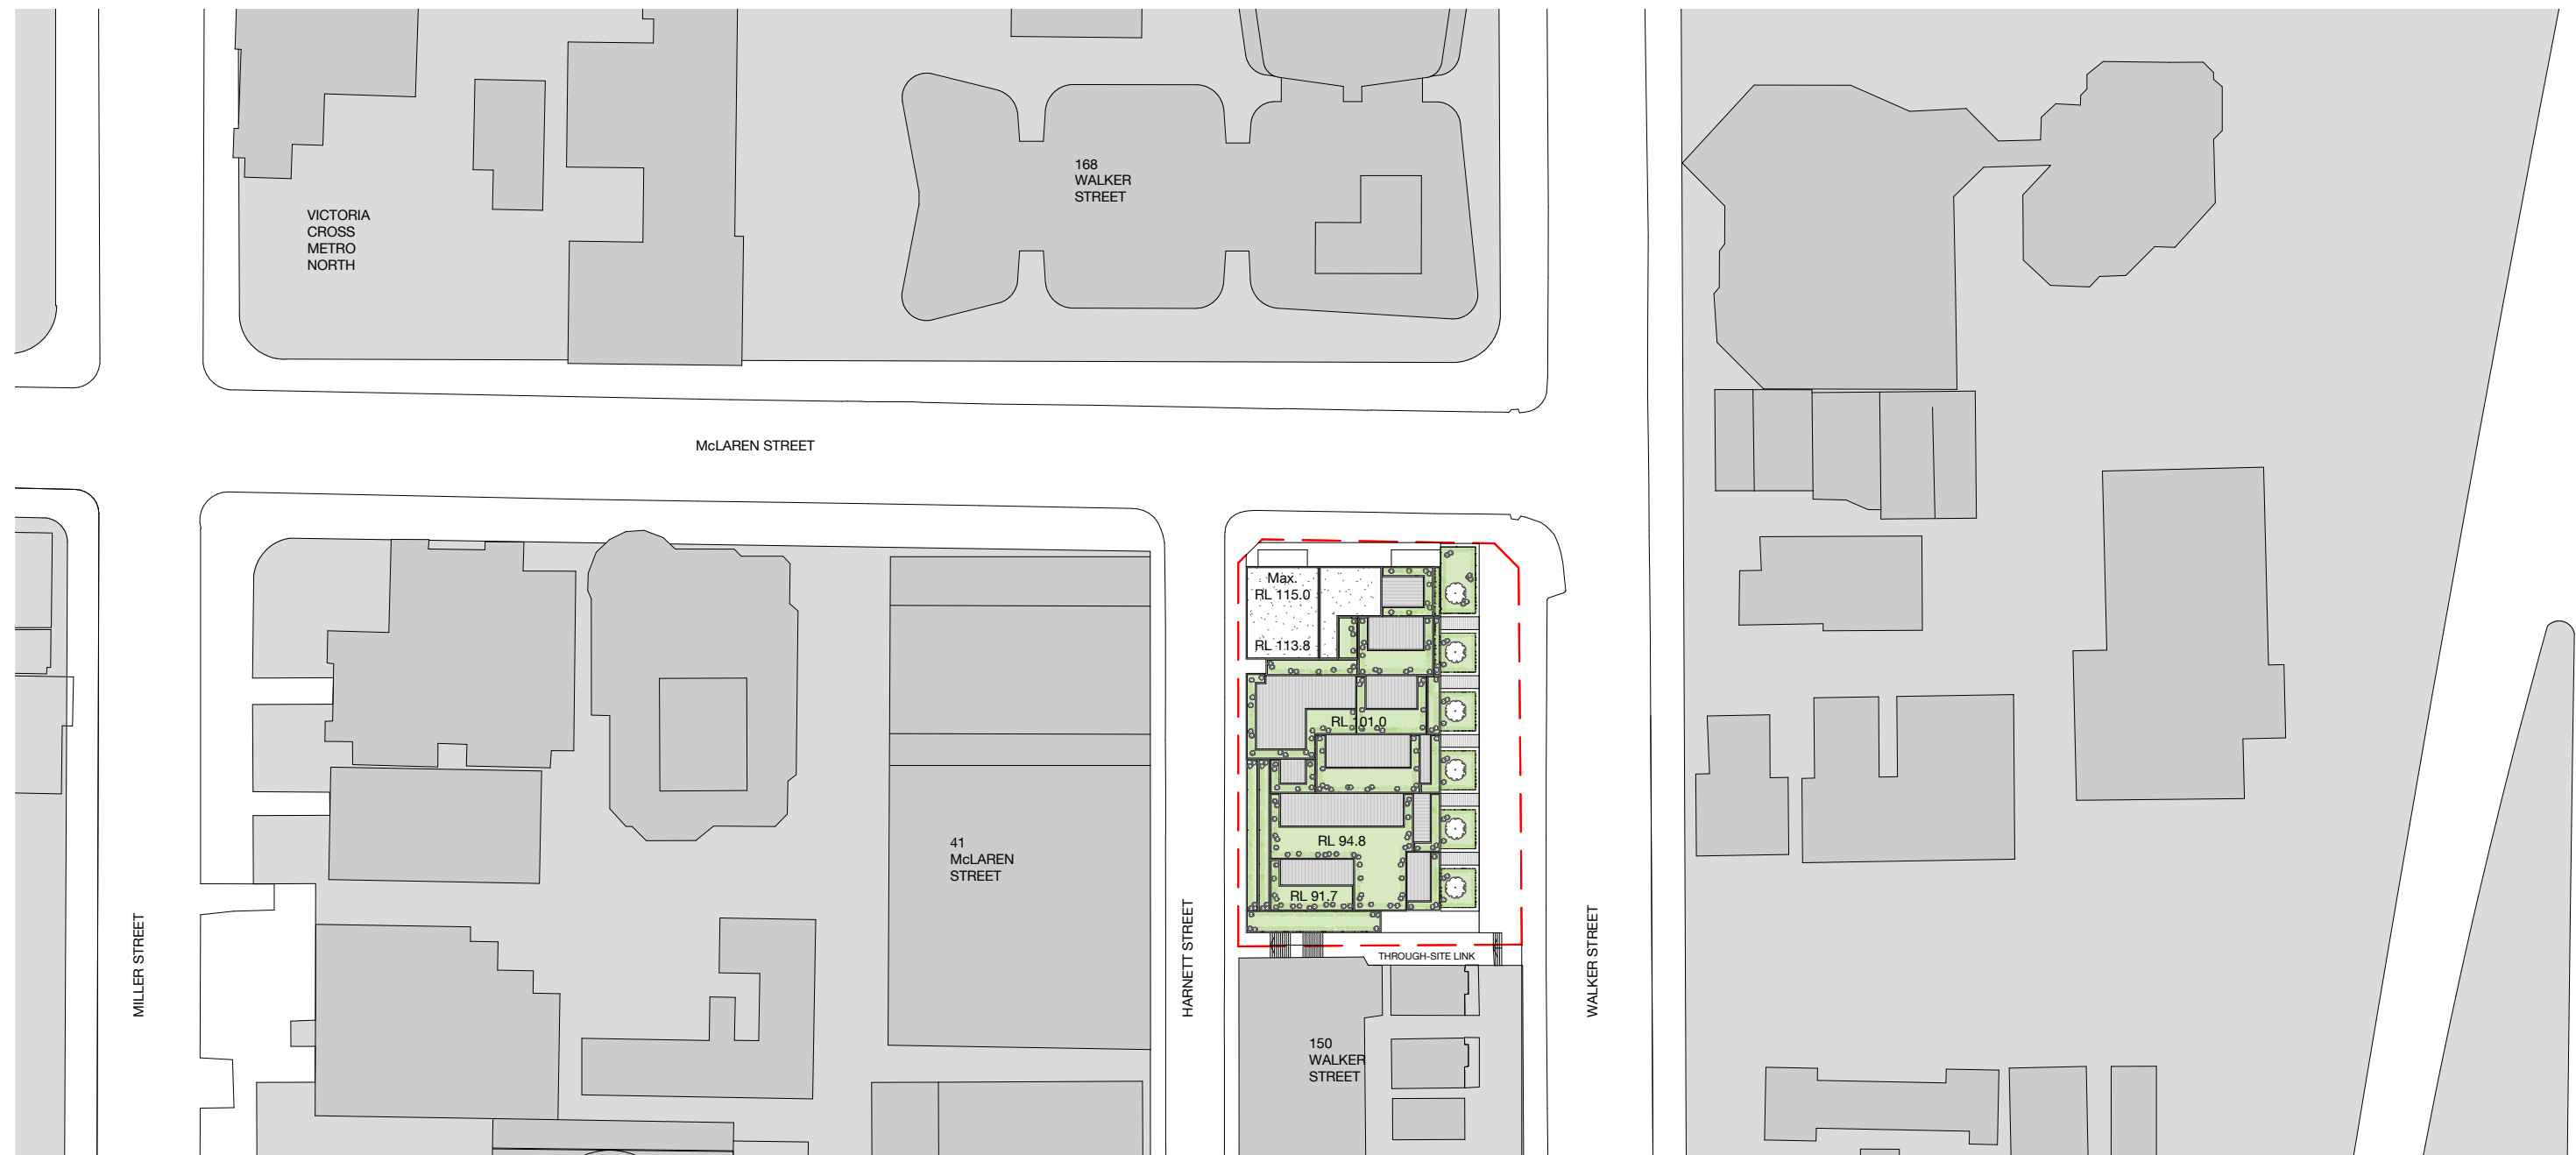 168
WALKER
STREET
VICTORIA
CROSS
METRO
NORTH
McLAREN STREET
Max.
RL 115.0
RL 113.8
RL 101.0
RL 94.8
RL 91.7
41
McLAREN
STREET
MILLER STREET
HARNETT STREET
WALKER STREET
THROUGH-SITE LINK
150
WALKER
STREET